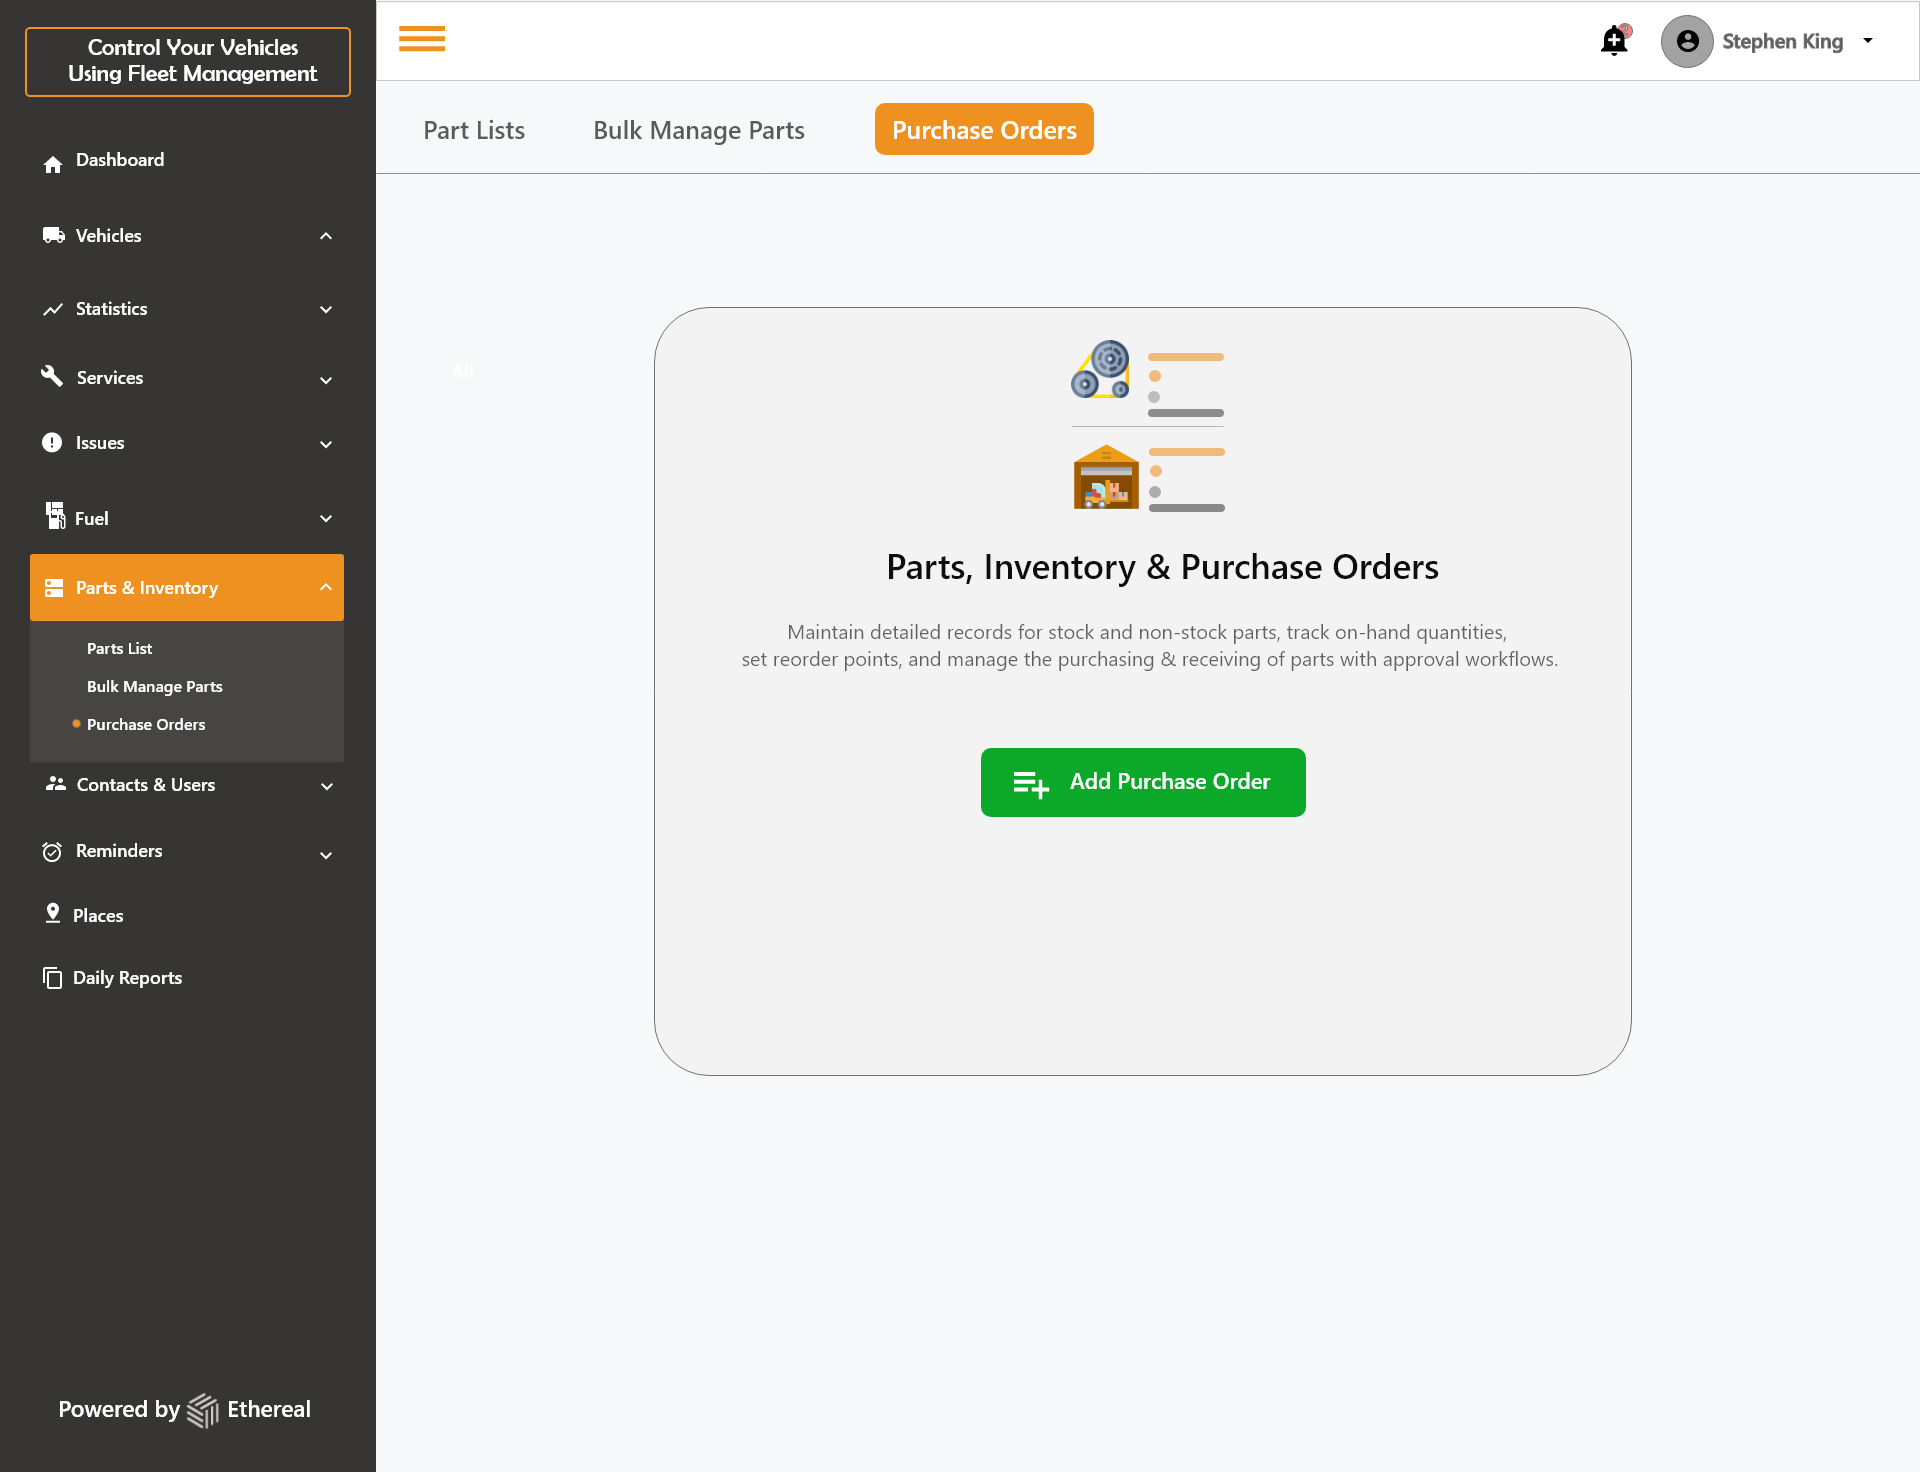 Control Your Vehicles
Using Fleet Management
Stephen King
Part Lists
Bulk Manage Parts
Purchase Orders
Dashboard
Vehicles
Statistics
Services
Issues
Fuel
Parts & Inventory
Parts List
Bulk Manage Parts
Purchase Orders
Contacts & Users
Reminders
Places
Daily Reports
Powered by Ethereal
All
Parts, Inventory & Purchase Orders
Maintain detailed records for stock and non-stock parts, track on-hand quantities,
set reorder points, and manage the purchasing & receiving of parts with approval workflows.
Add Purchase Order